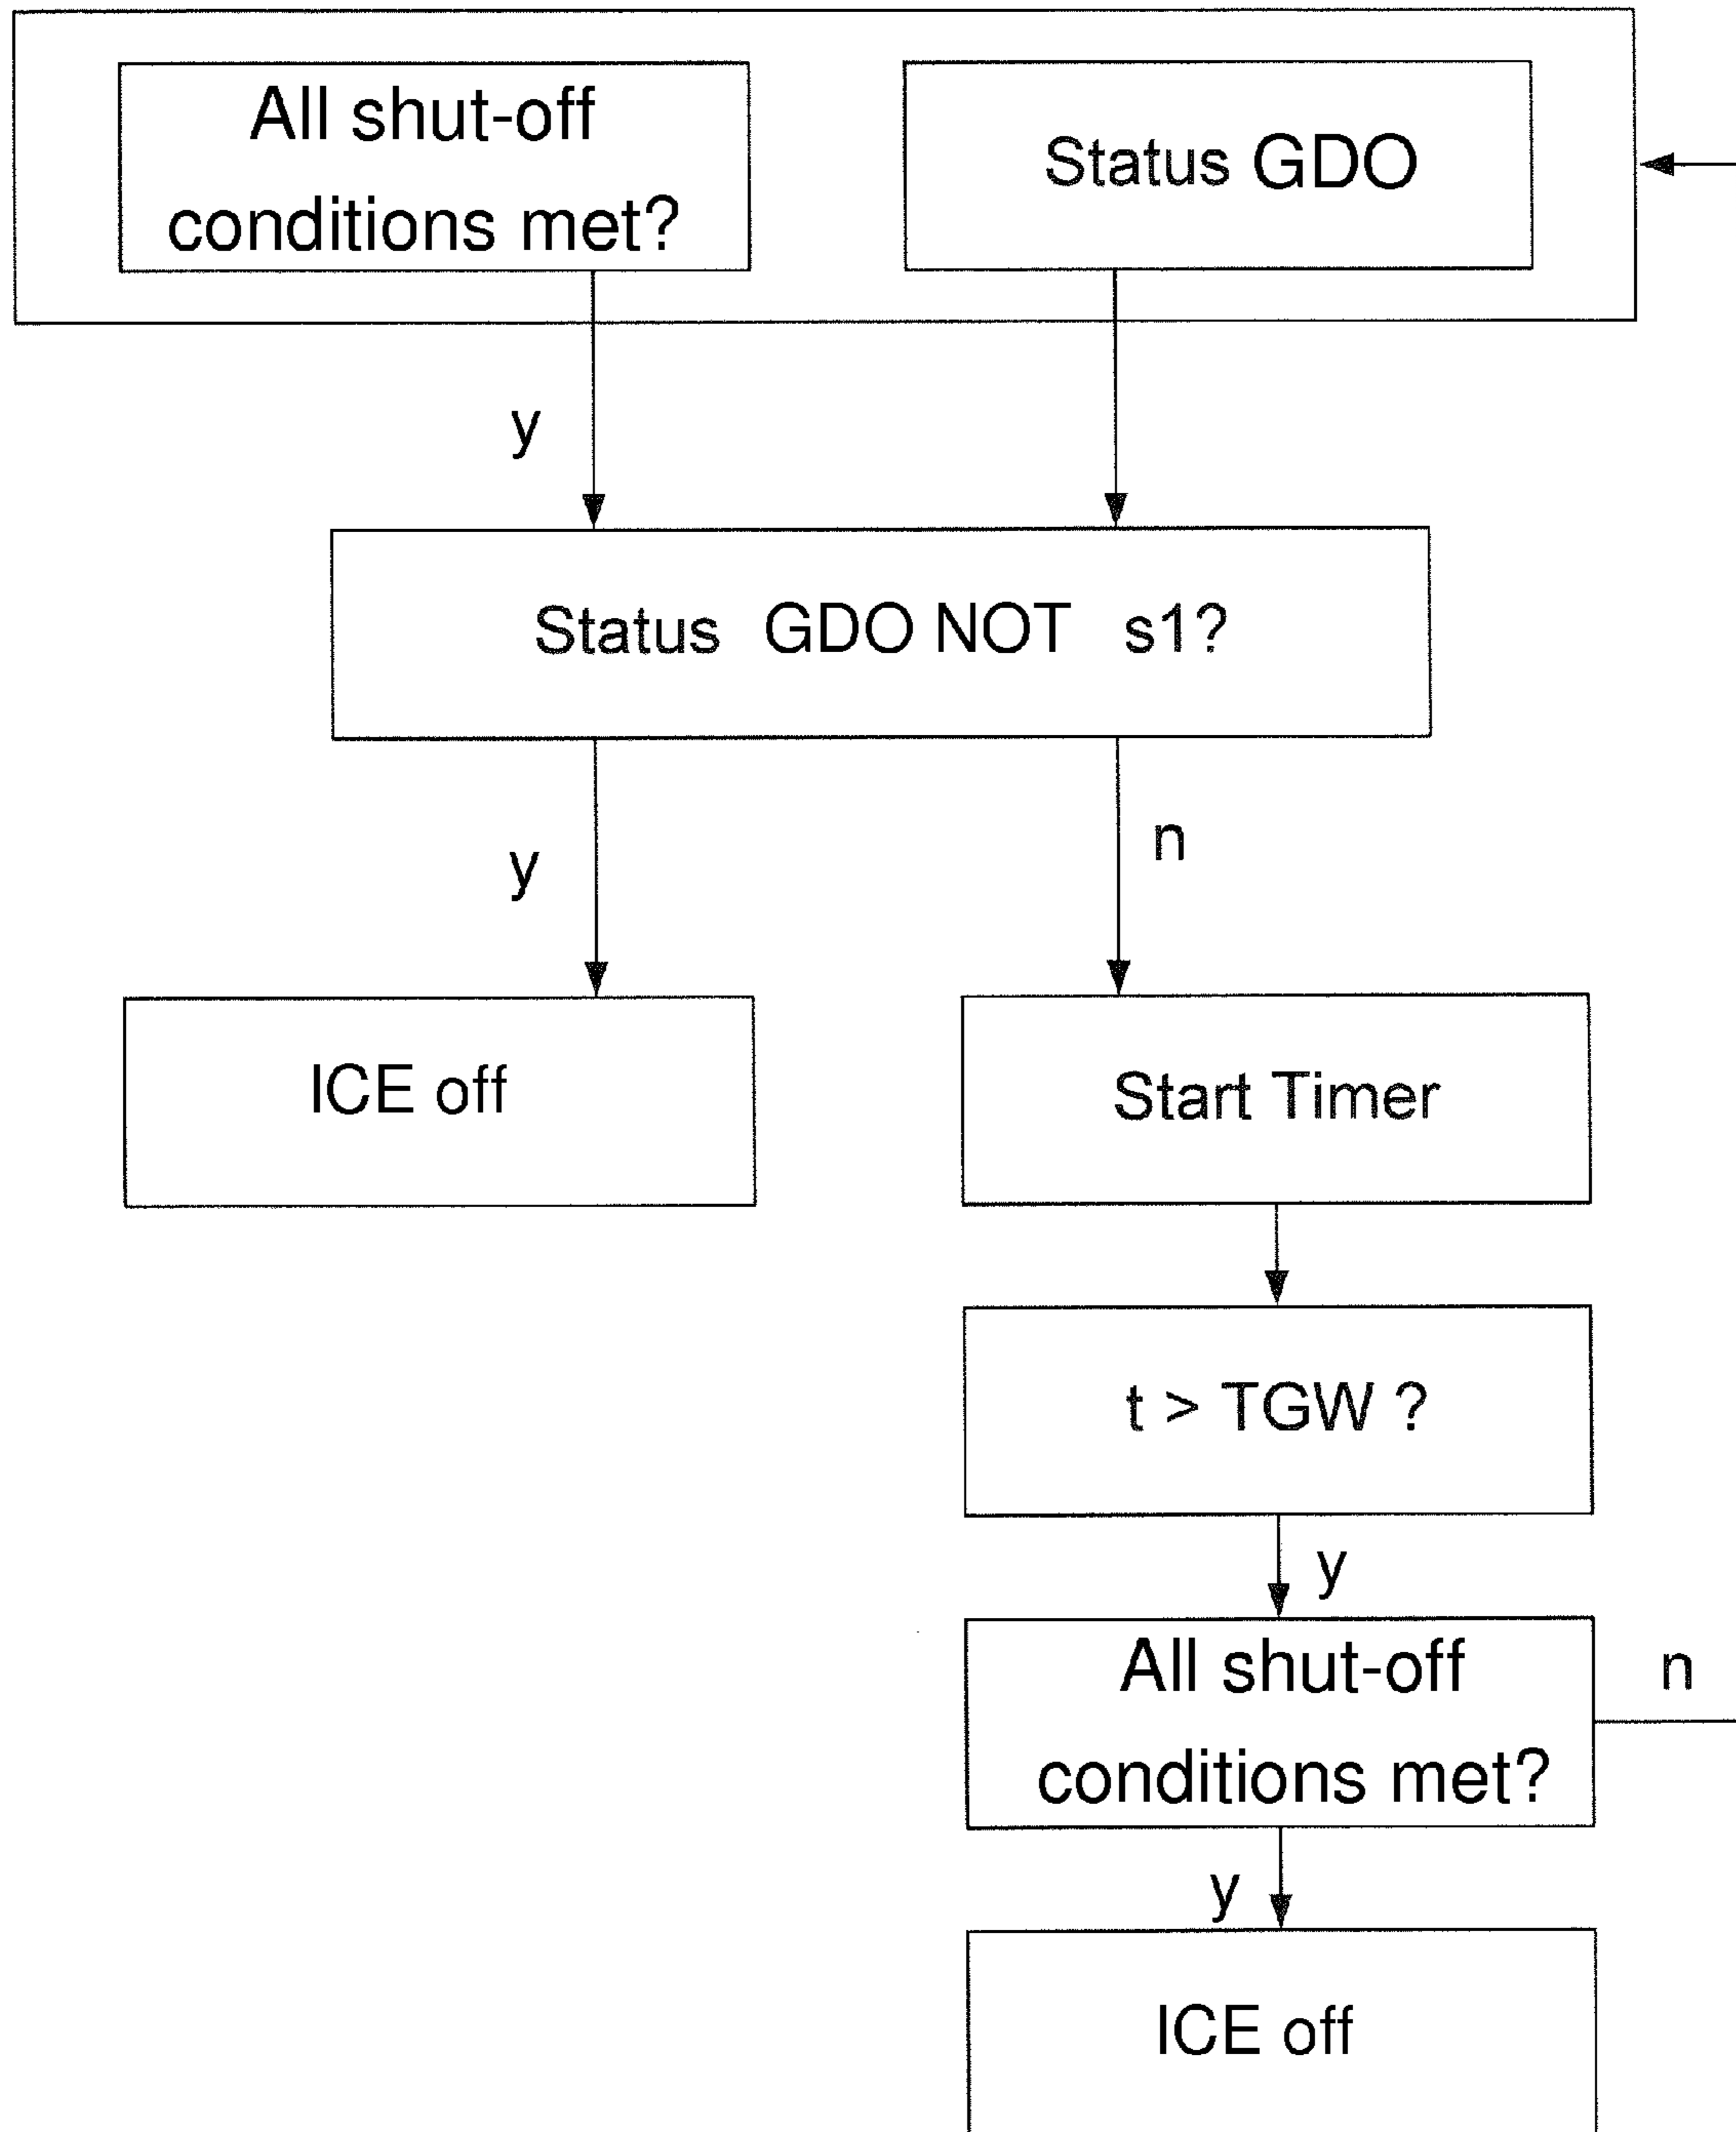 All shut-off
conditions met?
Status GDO
y
Status GDO NOT s1?
y
n
ICE off
Start Timer
t > TGW ?
y
All shut-off
conditions met?
n
y
ICE off